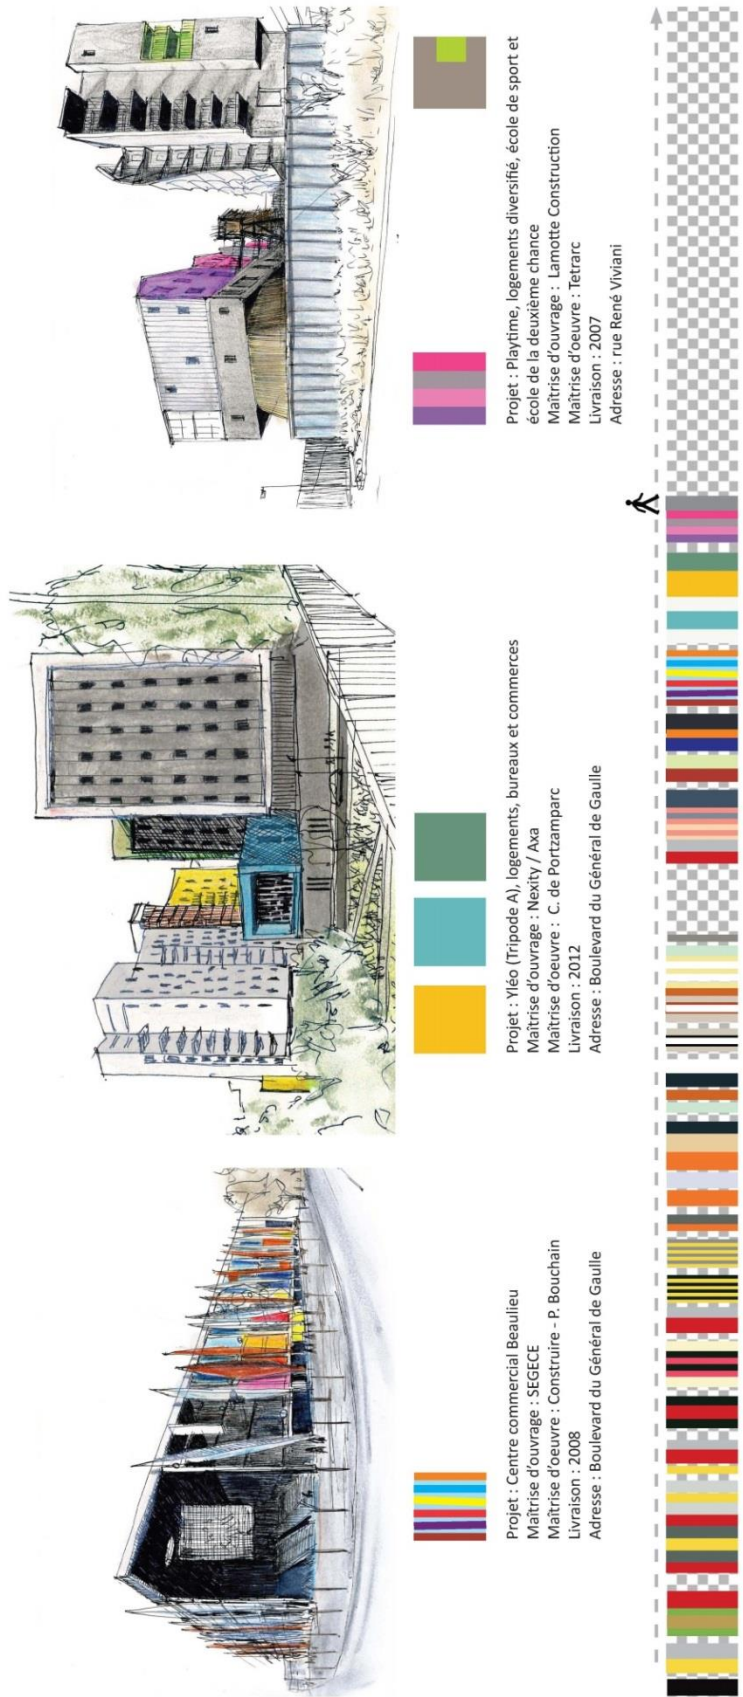 Projet : Centre commercial Beaulieu
Maîtrise d'ouvrage : SEGECE
Maîtrise d'oeuvre : Construire - P. Bouchain
Livraison : 2008
Adresse : Boulevard du Général de Gaulle
Projet : Yléo (Tripode A), logements, bureaux et commerces
Maîtrise d'ouvrage : Nexity / Axa
Maîtrise d'oeuvre : C. de Portzamparc
Livraison : 2012
Adresse : Boulevard du Général de Gaulle
Projet : Playtime, logements diversifié, école de sport et
école de la deuxième chance
Maîtrise d'ouvrage : Lamotte Construction
Maîtrise d'oeuvre : Tetrarc
Livraison : 2007
Adresse : rue René Viviani